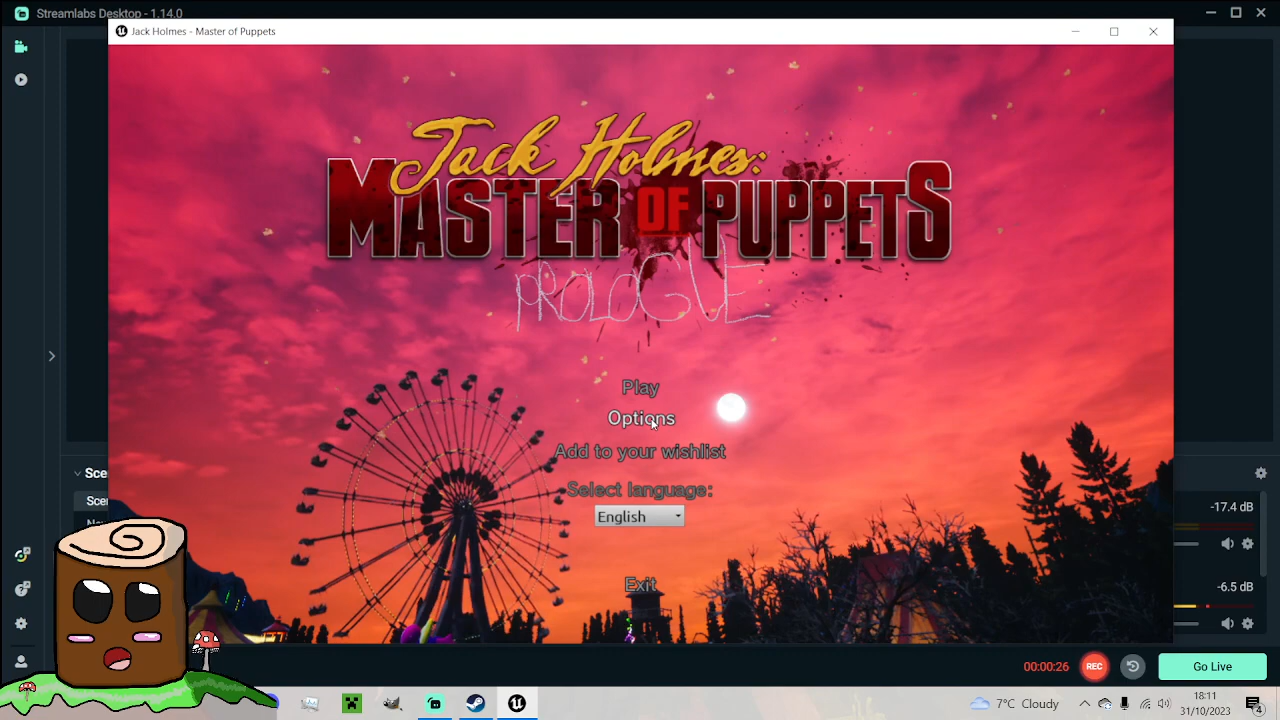 Streamlabs Desktop - 1.14.0
Jack Holmes - Master of Puppets
Jack Holmes:
MASTER OF PUPPETS
PROLOGUE
Play
Options
Add to your wishlist
Select language:
English
Exit
-17.4 dB
-6.5 dB
00:00:26
REC
Go Live
7°C Cloudy
18:11
31/10/2023
4